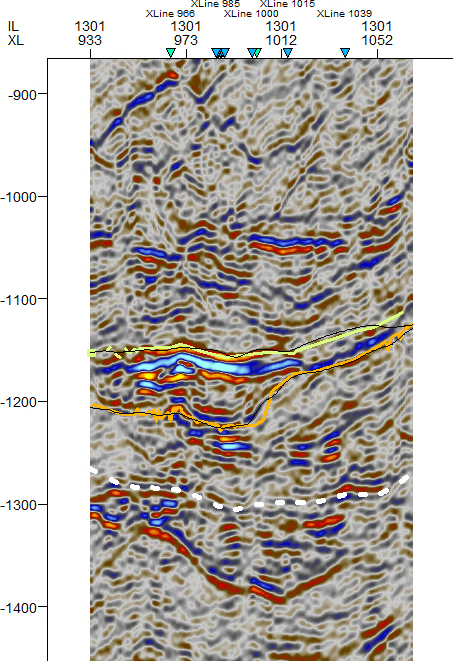 XLine 985 XLine 1015
XLine 966 XLine 1000 XLine 1039
IL 1301 1301 1301 1301
XL 933 973 1012 1052
-900
-1000
-1100
-1200
-1300
-1400